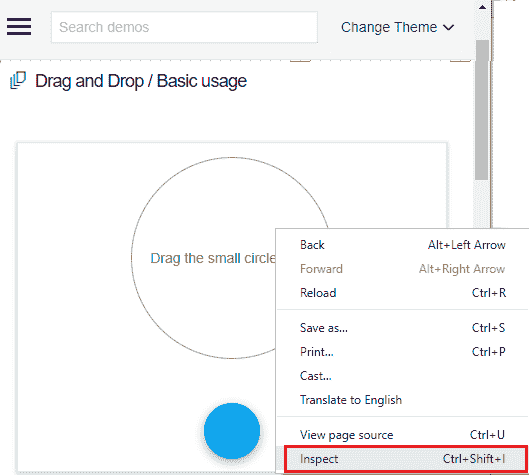 Search demos
Change Theme
Drag and Drop / Basic usage
Drag the small circle
Back Alt+Left Arrow
Forward Alt+Right Arrow
Reload Ctrl+R
Save as... Ctrl+S
Print... Ctrl+P
Cast...
Translate to English
View page source Ctrl+U
Inspect Ctrl+Shift+I